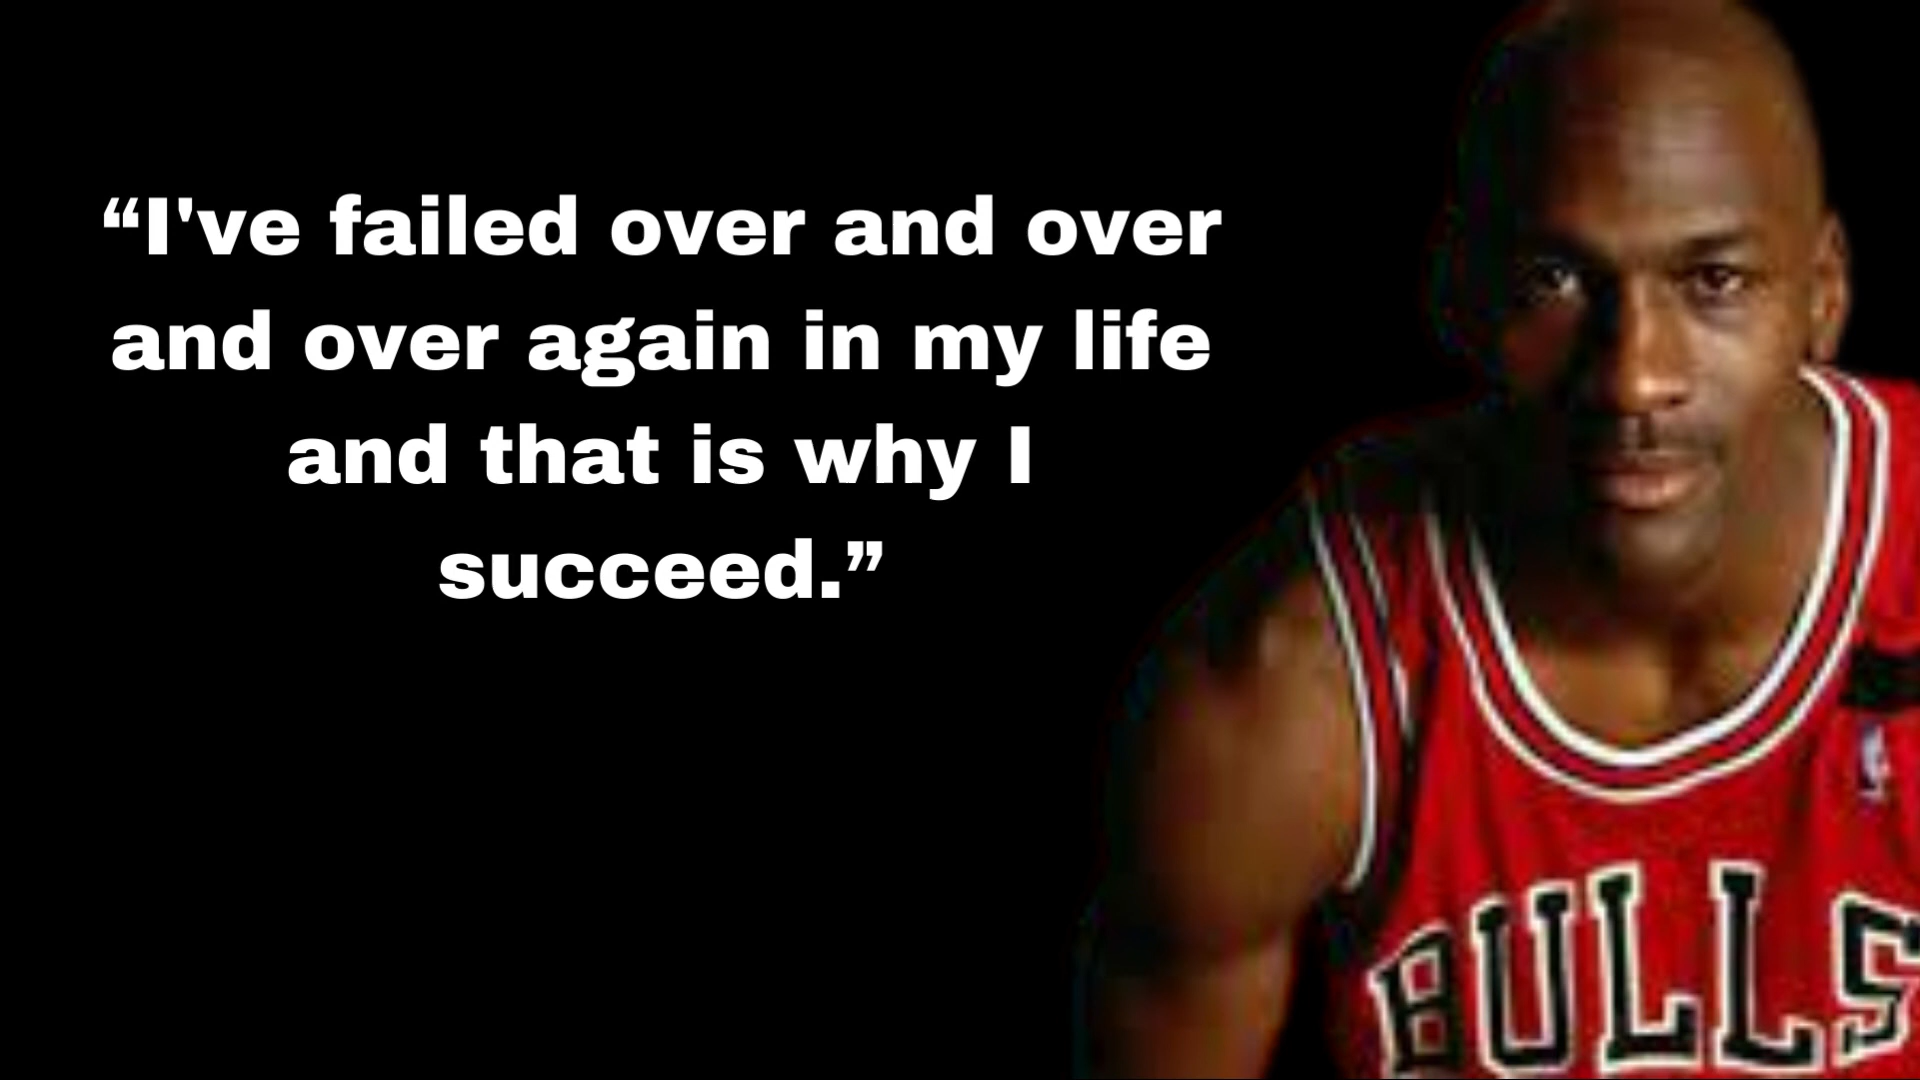 “I've failed over and over
and over again in my life
and that is why I
succeed.”
BULLS